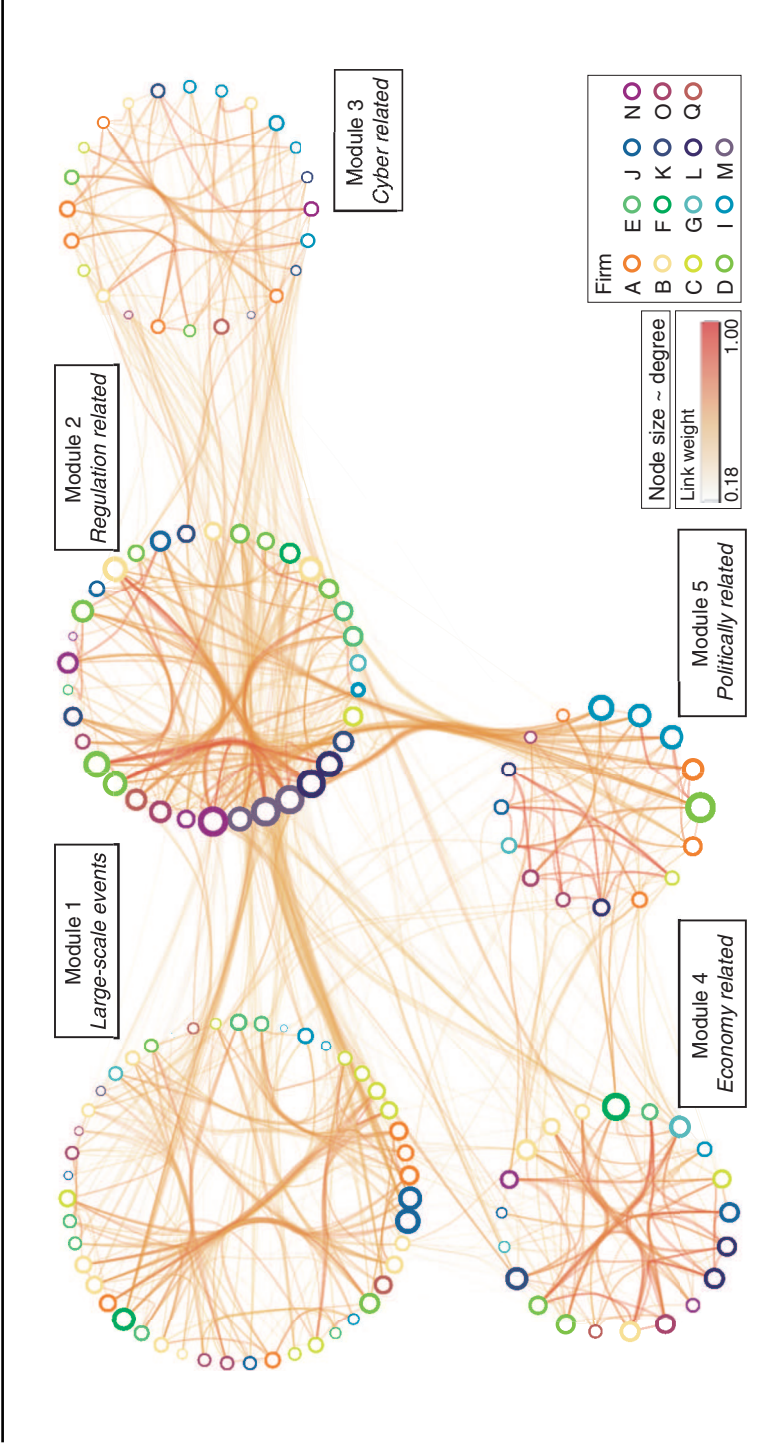 Module 1
Large-scale events
Module 2
Regulation related
Module 3
Cyber related
Module 4
Economy related
Module 5
Politically related
Node size ~ degree
Link weight
0.18 1.00
Firm
A E J N
B F K O
C G L Q
D I M